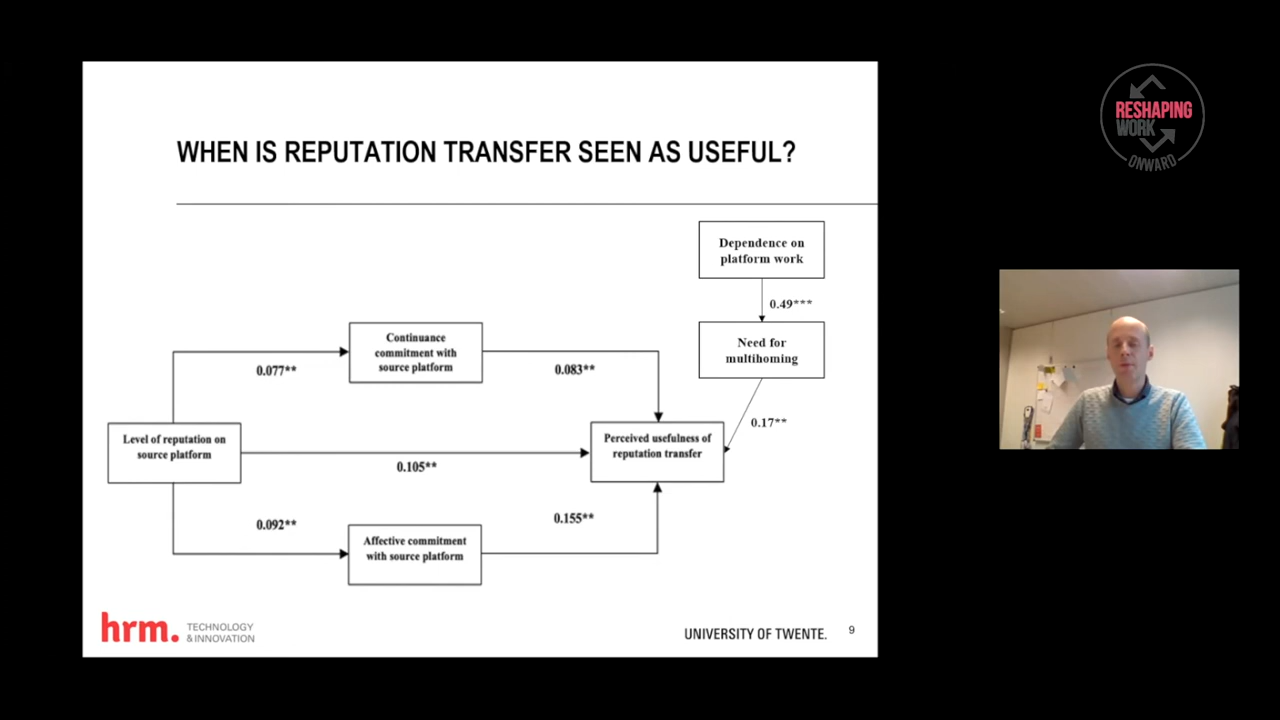 RESHAPING
WORK
ONWARD
WHEN IS REPUTATION TRANSFER SEEN AS USEFUL?
Dependence on
platform work
0.49***
Need for
multihoming
0.17**
Continuance
commitment with
source platform
0.077**
0.083**
Level of reputation on
source platform
0.105**
Perceived usefulness of
reputation transfer
0.092**
0.155**
Affective commitment
with source platform
hrm.
TECHNOLOGY
& INNOVATION
UNIVERSITY OF TWENTE.
9